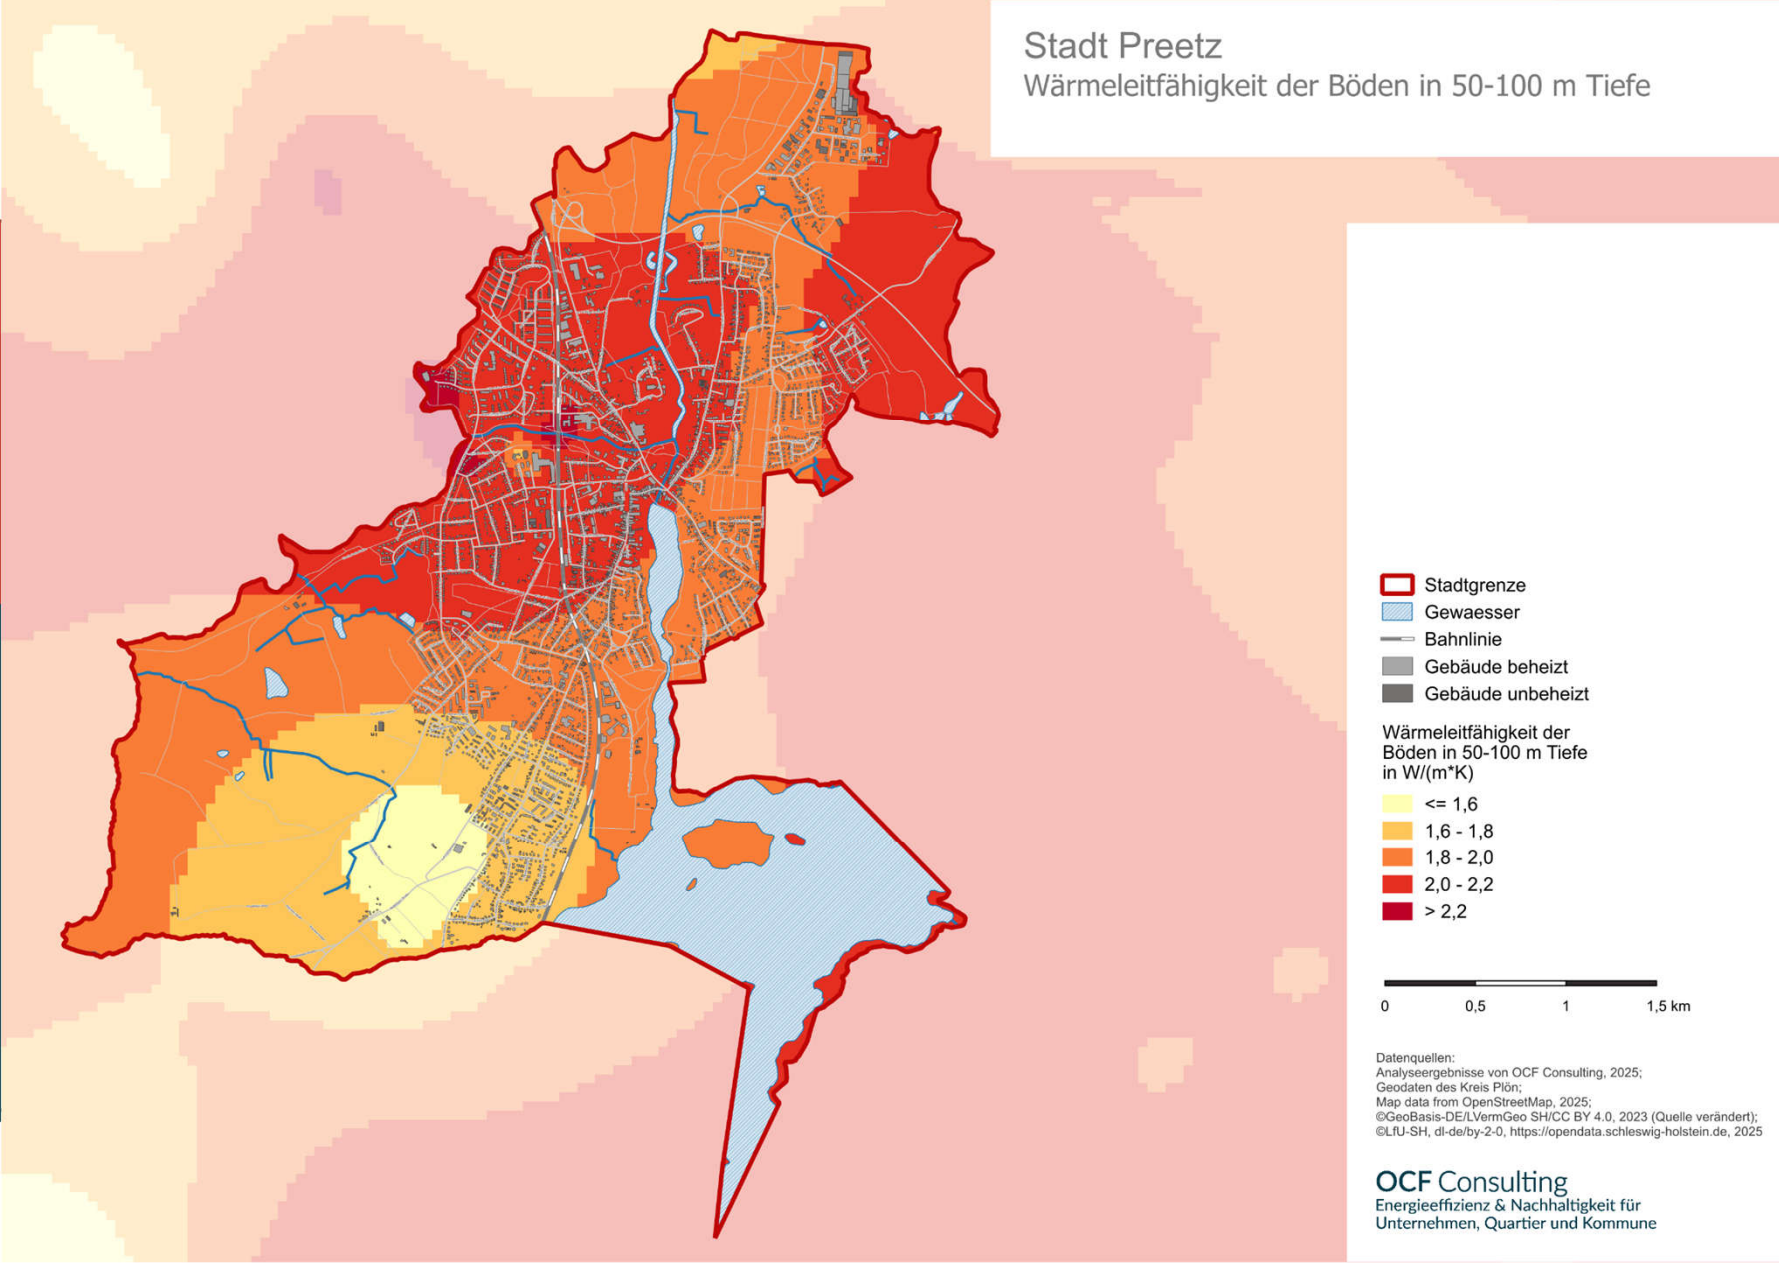 Stadt Preetz
Wärmeleitfähigkeit der Böden in 50-100 m Tiefe
Stadtgrenze
Gewaesser
Bahnlinie
Gebäude beheizt
Gebäude unbeheizt
Wärmeleitfähigkeit der
Böden in 50-100 m Tiefe
in W/(m*K)
<= 1,6
1,6 - 1,8
1,8 - 2,0
2,0 - 2,2
> 2,2
0 0,5 1 1,5 km
Datenquellen:
Analyseergebnisse von OCF Consulting, 2025;
Geodaten des Kreis Plön;
Map data from OpenStreetMap, 2025;
©GeoBasis-DE/LVermGeo SH/CC BY 4.0, 2023 (Quelle verändert);
©LfU-SH, dl-de/by-2-0, https://opendata.schleswig-holstein.de, 2025
OCF Consulting
Energieeffizienz & Nachhaltigkeit für
Unternehmen, Quartier und Kommune